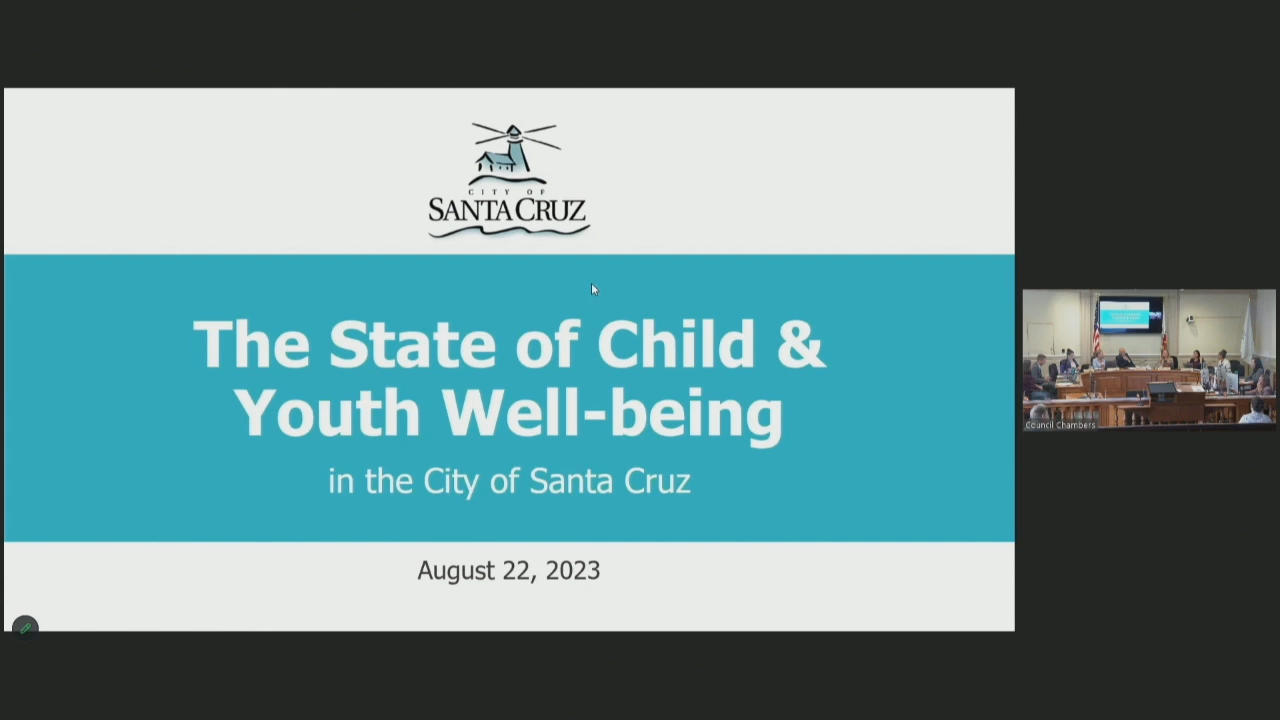 CITY OF
SANTA CRUZ
The State of Child &
Youth Well-being
in the City of Santa Cruz
August 22, 2023
Council Chambers